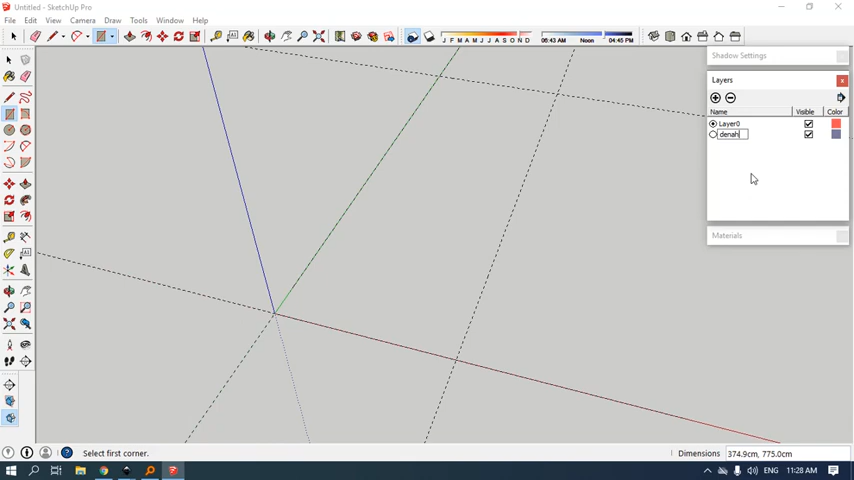 Untitled - SketchUp Pro
File Edit View Camera Draw Tools Window Help
J F M A M J J A S O N D 06:43 AM Noon 04:45 PM
Shadow Settings
Layers
Name Visible Color
Layer0
denah
Materials
Select first corner.
Dimensions 374.9cm, 775.0cm
ENG 11:28 AM